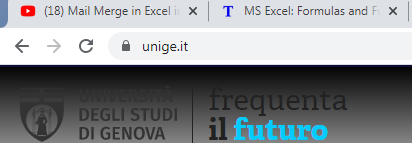 (18) Mail Merge in Excel i
MS Excel: Formulas and F
unige.it
UNIVERSITÀ
DEGLI STUDI
DI GENOVA
frequenta
il futuro